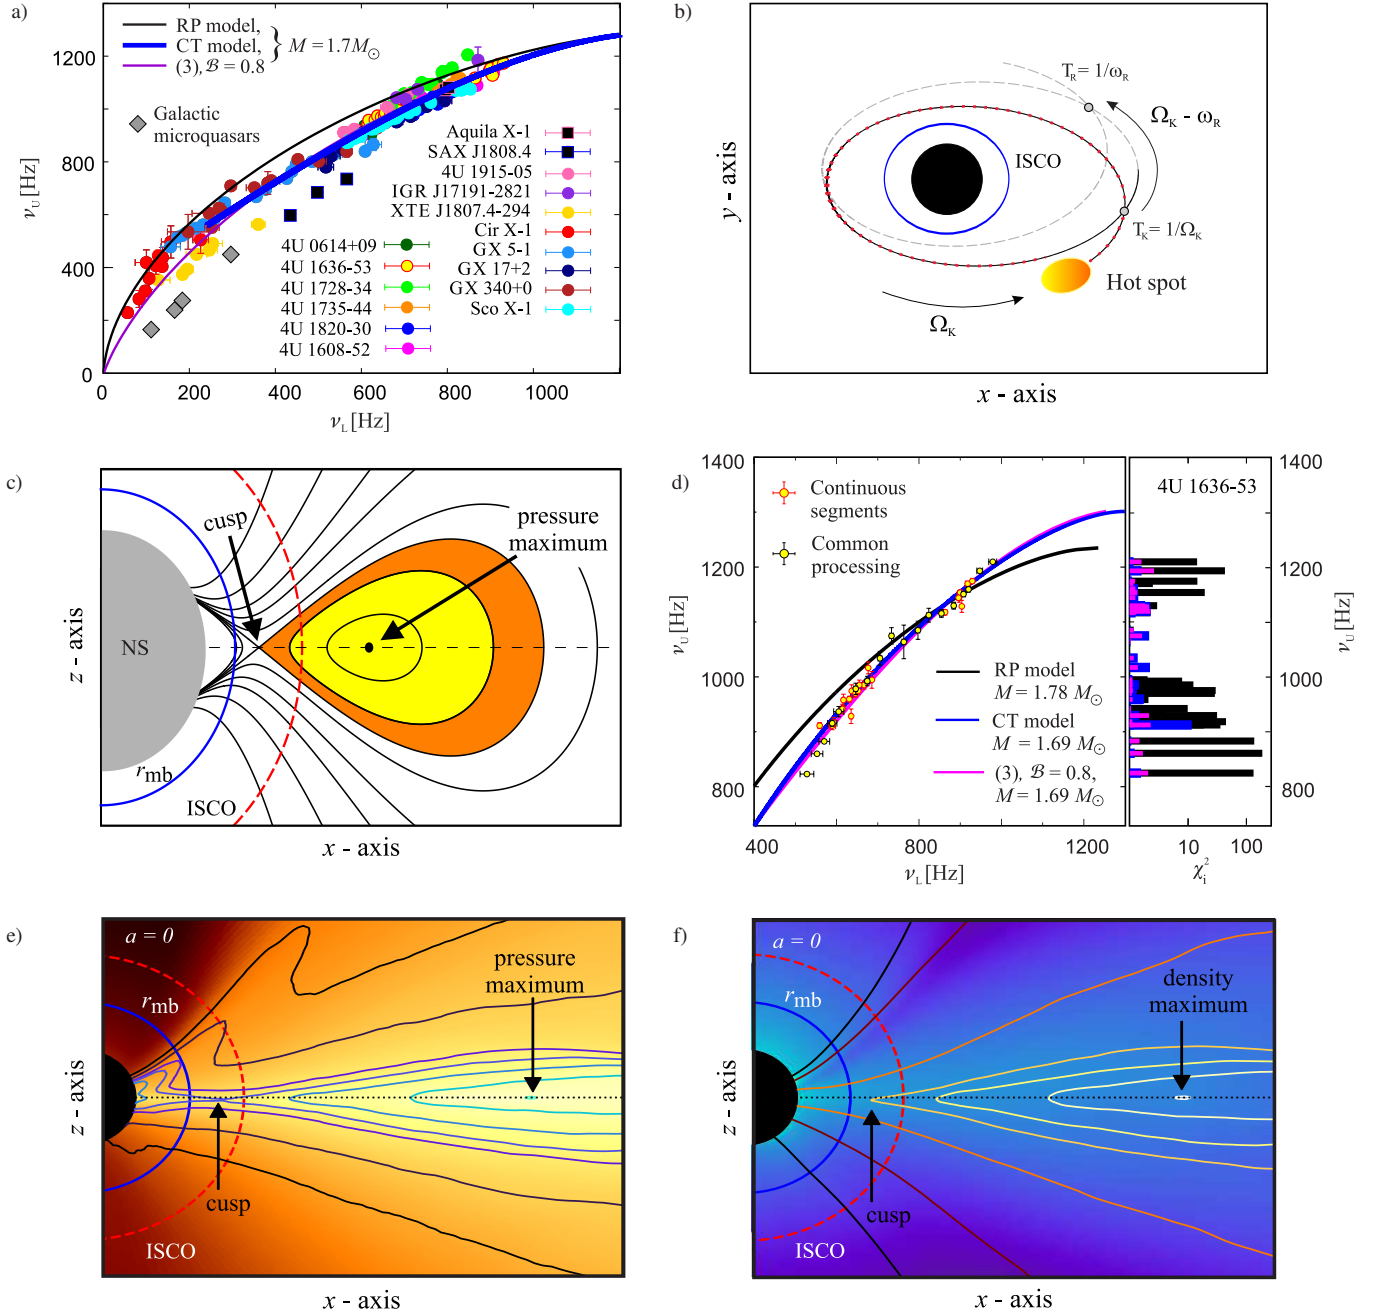 a)
RP model,
CT model,
(3), ℬ = 0.8
} M = 1.7M☉
Galactic
microquasars
Aquila X-1
SAX J1808.4
4U 1915-05
IGR J17191-2821
XTE J1807.4-294
Cir X-1
GX 5-1
GX 17+2
GX 340+0
Sco X-1
4U 0614+09
4U 1636-53
4U 1728-34
4U 1735-44
4U 1820-30
4U 1608-52
1200
800
400
0
0 200 400 600 800 1000
ν_U [Hz]
ν_L [Hz]
b)
T_R = 1/ω_R
Ω_K - ω_R
ISCO
T_K = 1/Ω_K
Hot spot
Ω_K
y - axis
x - axis
c)
cusp
pressure
maximum
NS
r_mb
ISCO
z - axis
x - axis
d)
1400
1200
1000
800
400 800 1200
ν_U [Hz]
ν_L [Hz]
Continuous
segments
Common
processing
RP model
M = 1.78 M☉
CT model
M = 1.69 M☉
(3), ℬ = 0.8,
M = 1.69 M☉
4U 1636-53
10 100
χ_i^2
1400
1200
1000
800
ν_U [Hz]
e)
a = 0
r_mb
pressure
maximum
cusp
ISCO
z - axis
x - axis
f)
a = 0
r_mb
density
maximum
cusp
ISCO
z - axis
x - axis